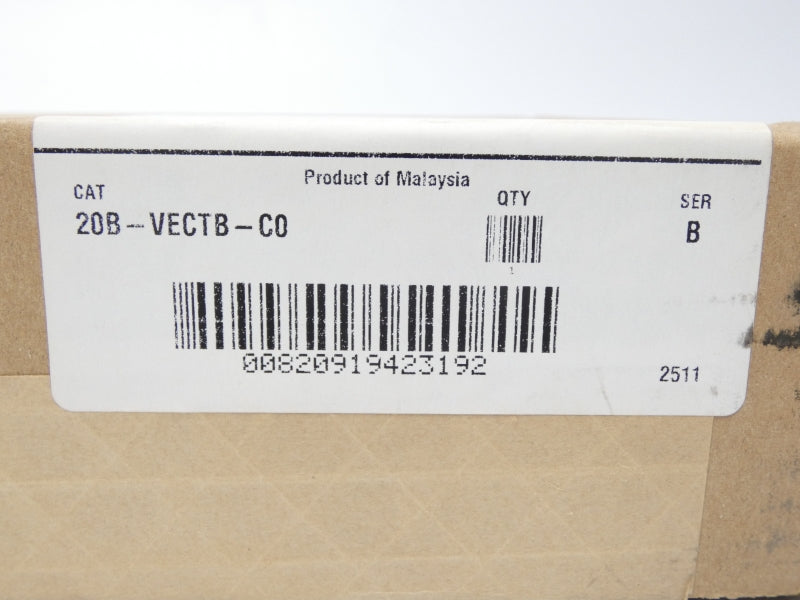 Product of Malaysia
CAT
QTY
SER
20B-VECTB-C0
B
1
00820919423192
2511